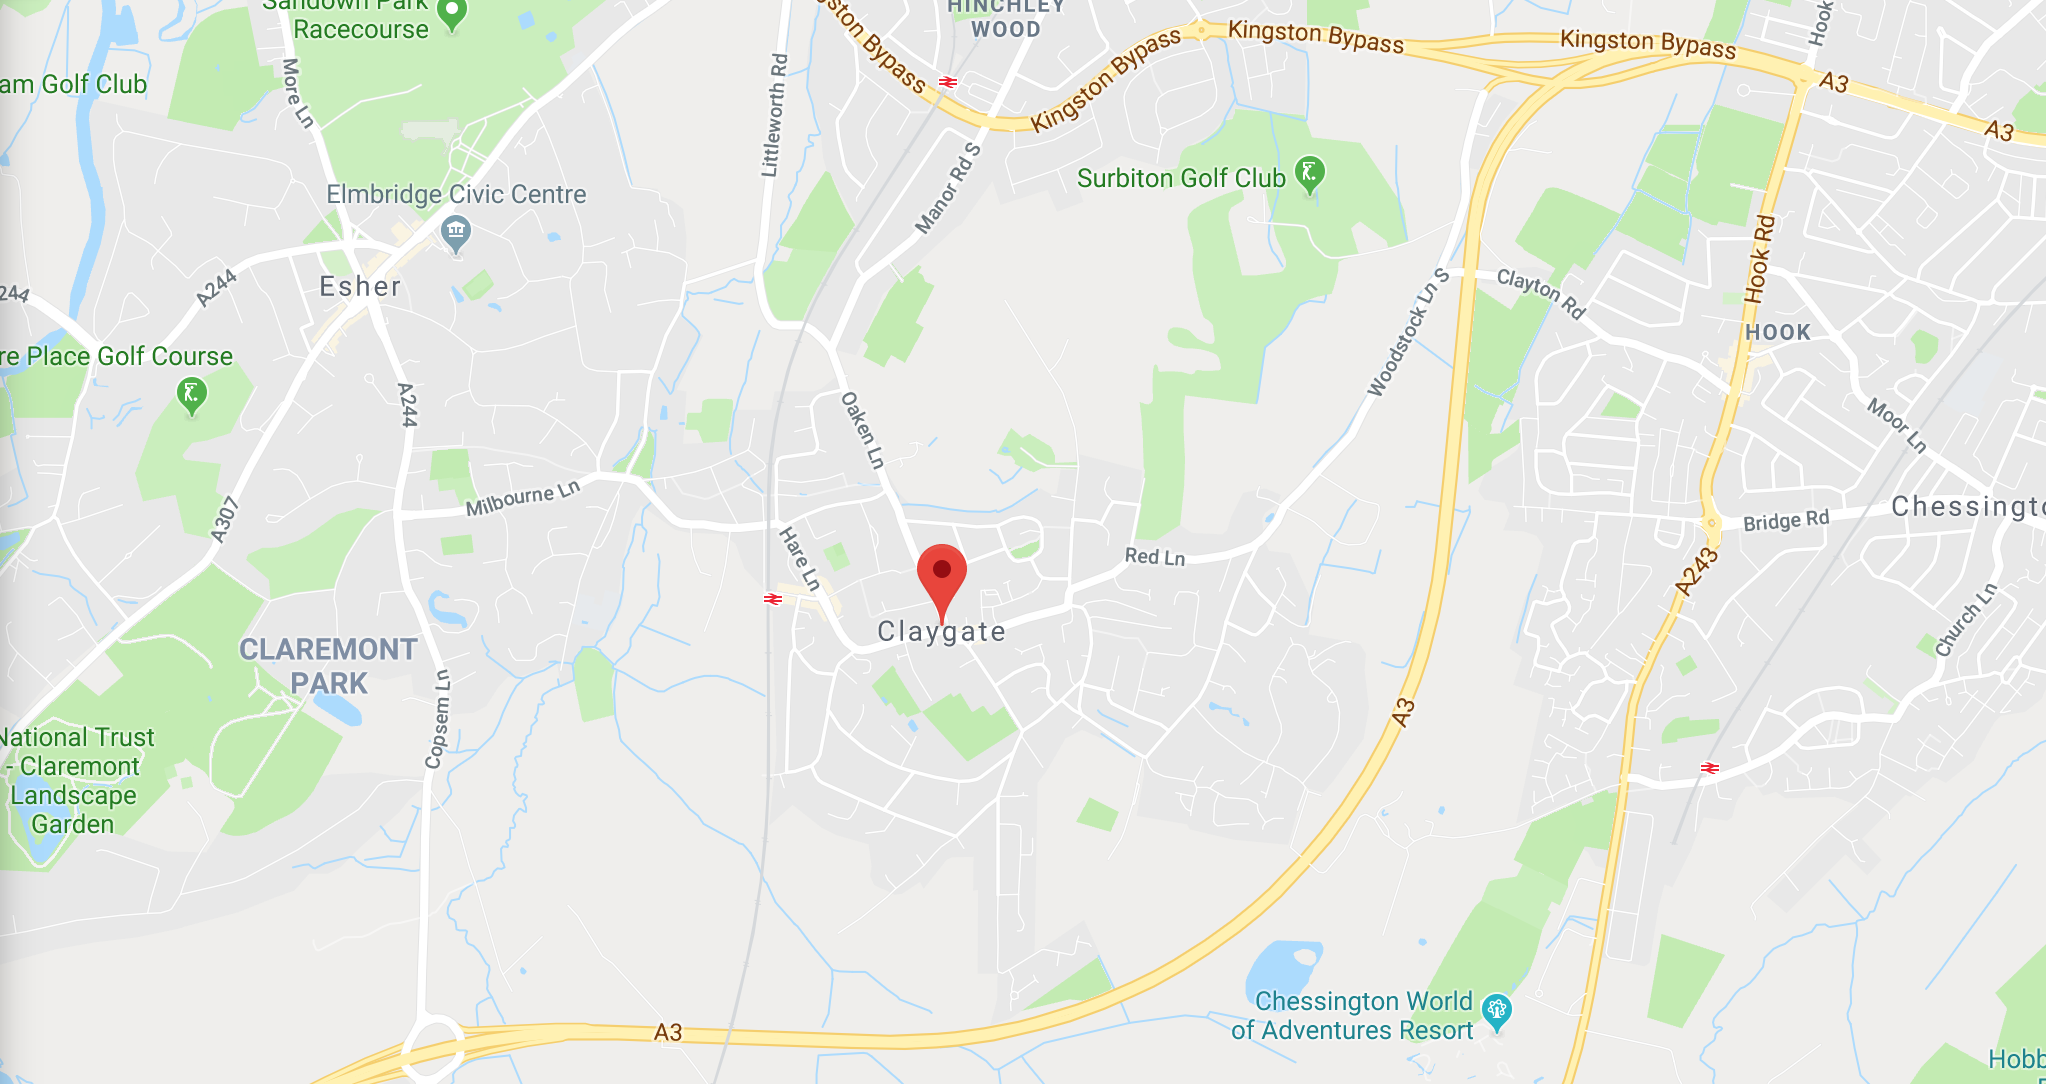 Sandown Park
Racecourse
HINCHLEY
WOOD
Kingston Bypass
Kingston Bypass
Kingston Bypass
Kingston Bypass
Hook
A3
A3
am Golf Club
More Ln
Littleworth Rd
Manor Rd S
Surbiton Golf Club
Elmbridge Civic Centre
Esher
A244
244
Woodstock Ln S
Clayton Rd
Hook Rd
HOOK
re Place Golf Course
A244
Oaken Ln
Moor Ln
Milbourne Ln
A307
Hare Ln
Red Ln
Bridge Rd
Chessingto
A243
Church Ln
Claygate
CLAREMONT
PARK
Copsem Ln
A3
National Trust
- Claremont
Landscape
Garden
Chessington World
of Adventures Resort
A3
Hobb